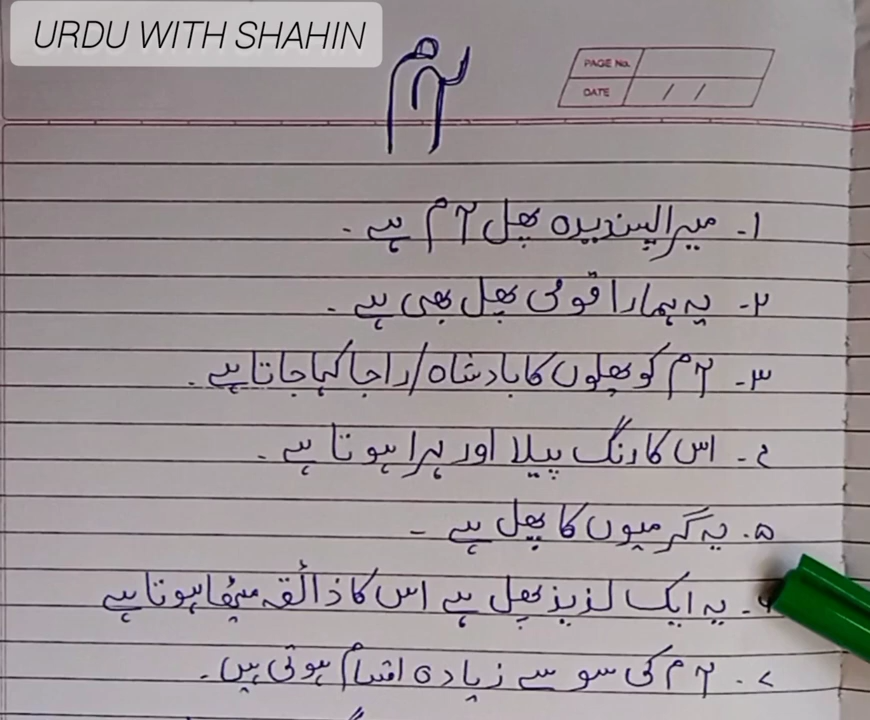 URDU WITH SHAHIN
آم
PAGE No.
DATE / /
۱۔ میرا پسندیدہ پھل آم ہے۔
۲۔ یہ ہمارا قومی پھل بھی ہے۔
۳۔ آم کو پھلوں کا بادشاہ/راجا کہا جاتا ہے۔
۴۔ اس کا رنگ پیلا اور ہرا ہوتا ہے۔
۵۔ یہ گرمیوں کا پھل ہے۔
۶۔ یہ ایک لذیذ پھل ہے اس کا ذائقہ میٹھا ہوتا ہے
۷۔ آم کی سو سے زیادہ اقسام ہوتی ہیں۔